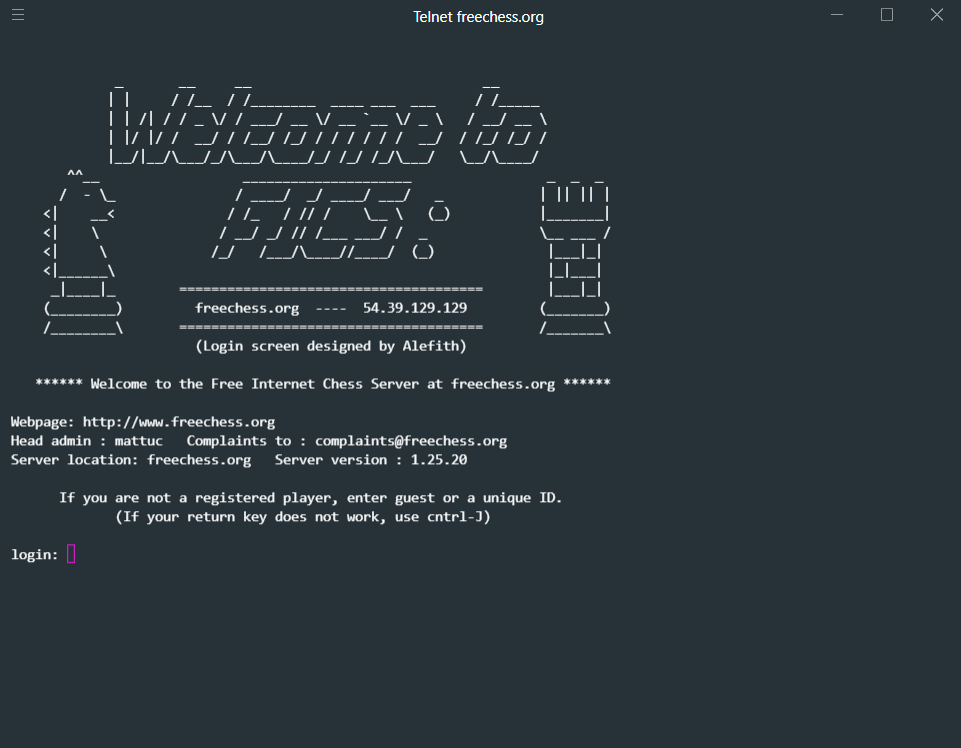 Telnet freechess.org
Welcome to
FICS:
freechess.org ---- 54.39.129.129
(Login screen designed by Alefith)
****** Welcome to the Free Internet Chess Server at freechess.org ******
Webpage: http://www.freechess.org
Head admin : mattuc Complaints to : complaints@freechess.org
Server location: freechess.org Server version : 1.25.20
If you are not a registered player, enter guest or a unique ID.
(If your return key does not work, use cntrl-J)
login: